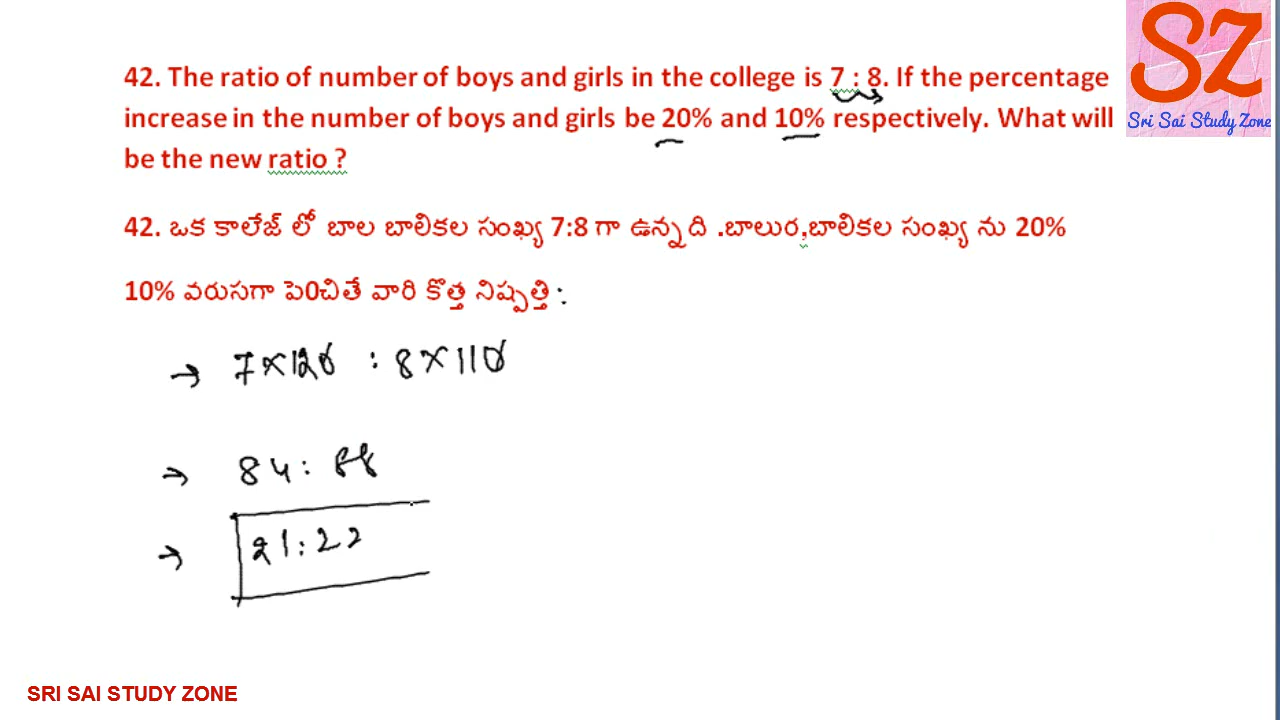 SZ
Sri Sai Study Zone
42. The ratio of number of boys and girls in the college is 7 : 8. If the percentage
increase in the number of boys and girls be 20% and 10% respectively. What will
be the new ratio ?
42. ఒక కాలేజ్ లో బాల బాలికల సంఖ్య 7:8 గా ఉన్నది .బాలుర,బాలికల సంఖ్య ను 20%
10% వరుసగా పె0చితే వారి కొత్త నిష్పత్తి :
→ 7×120 : 8×110
→ 84 : 88
→ 21 : 22
SRI SAI STUDY ZONE